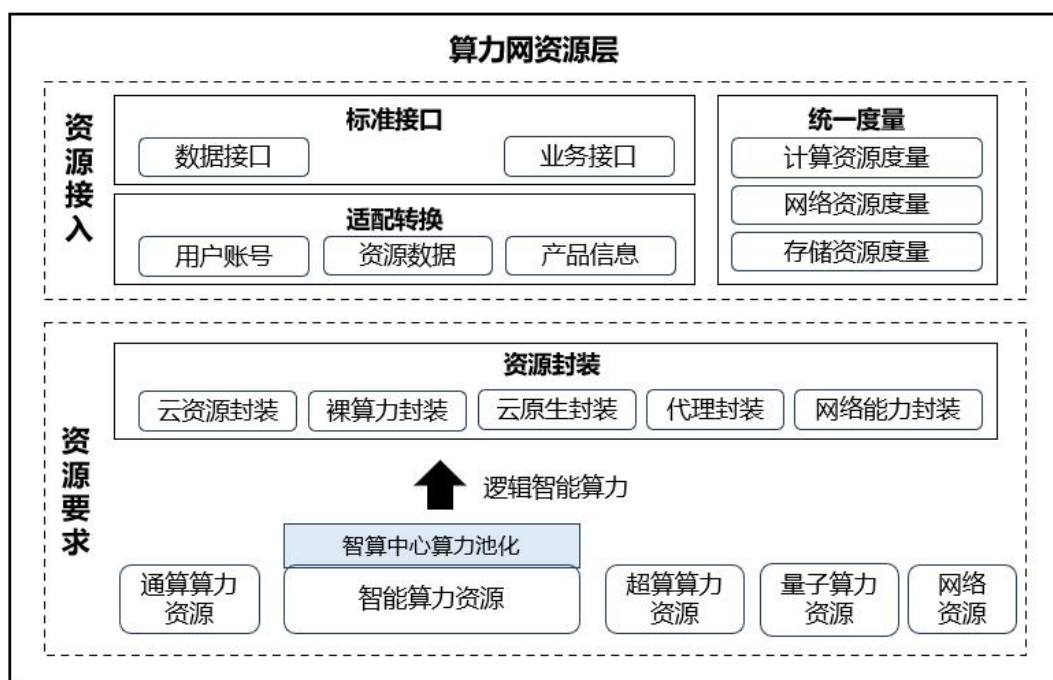 算力网资源层
资源接入
标准接口
数据接口
业务接口
适配转换
用户账号
资源数据
产品信息
统一度量
计算资源度量
网络资源度量
存储资源度量
资源要求
资源封装
云资源封装
裸算力封装
云原生封装
代理封装
网络能力封装
逻辑智能算力
智算中心算力池化
通算算力
资源
智能算力资源
超算算力
资源
量子算力
资源
网络
资源